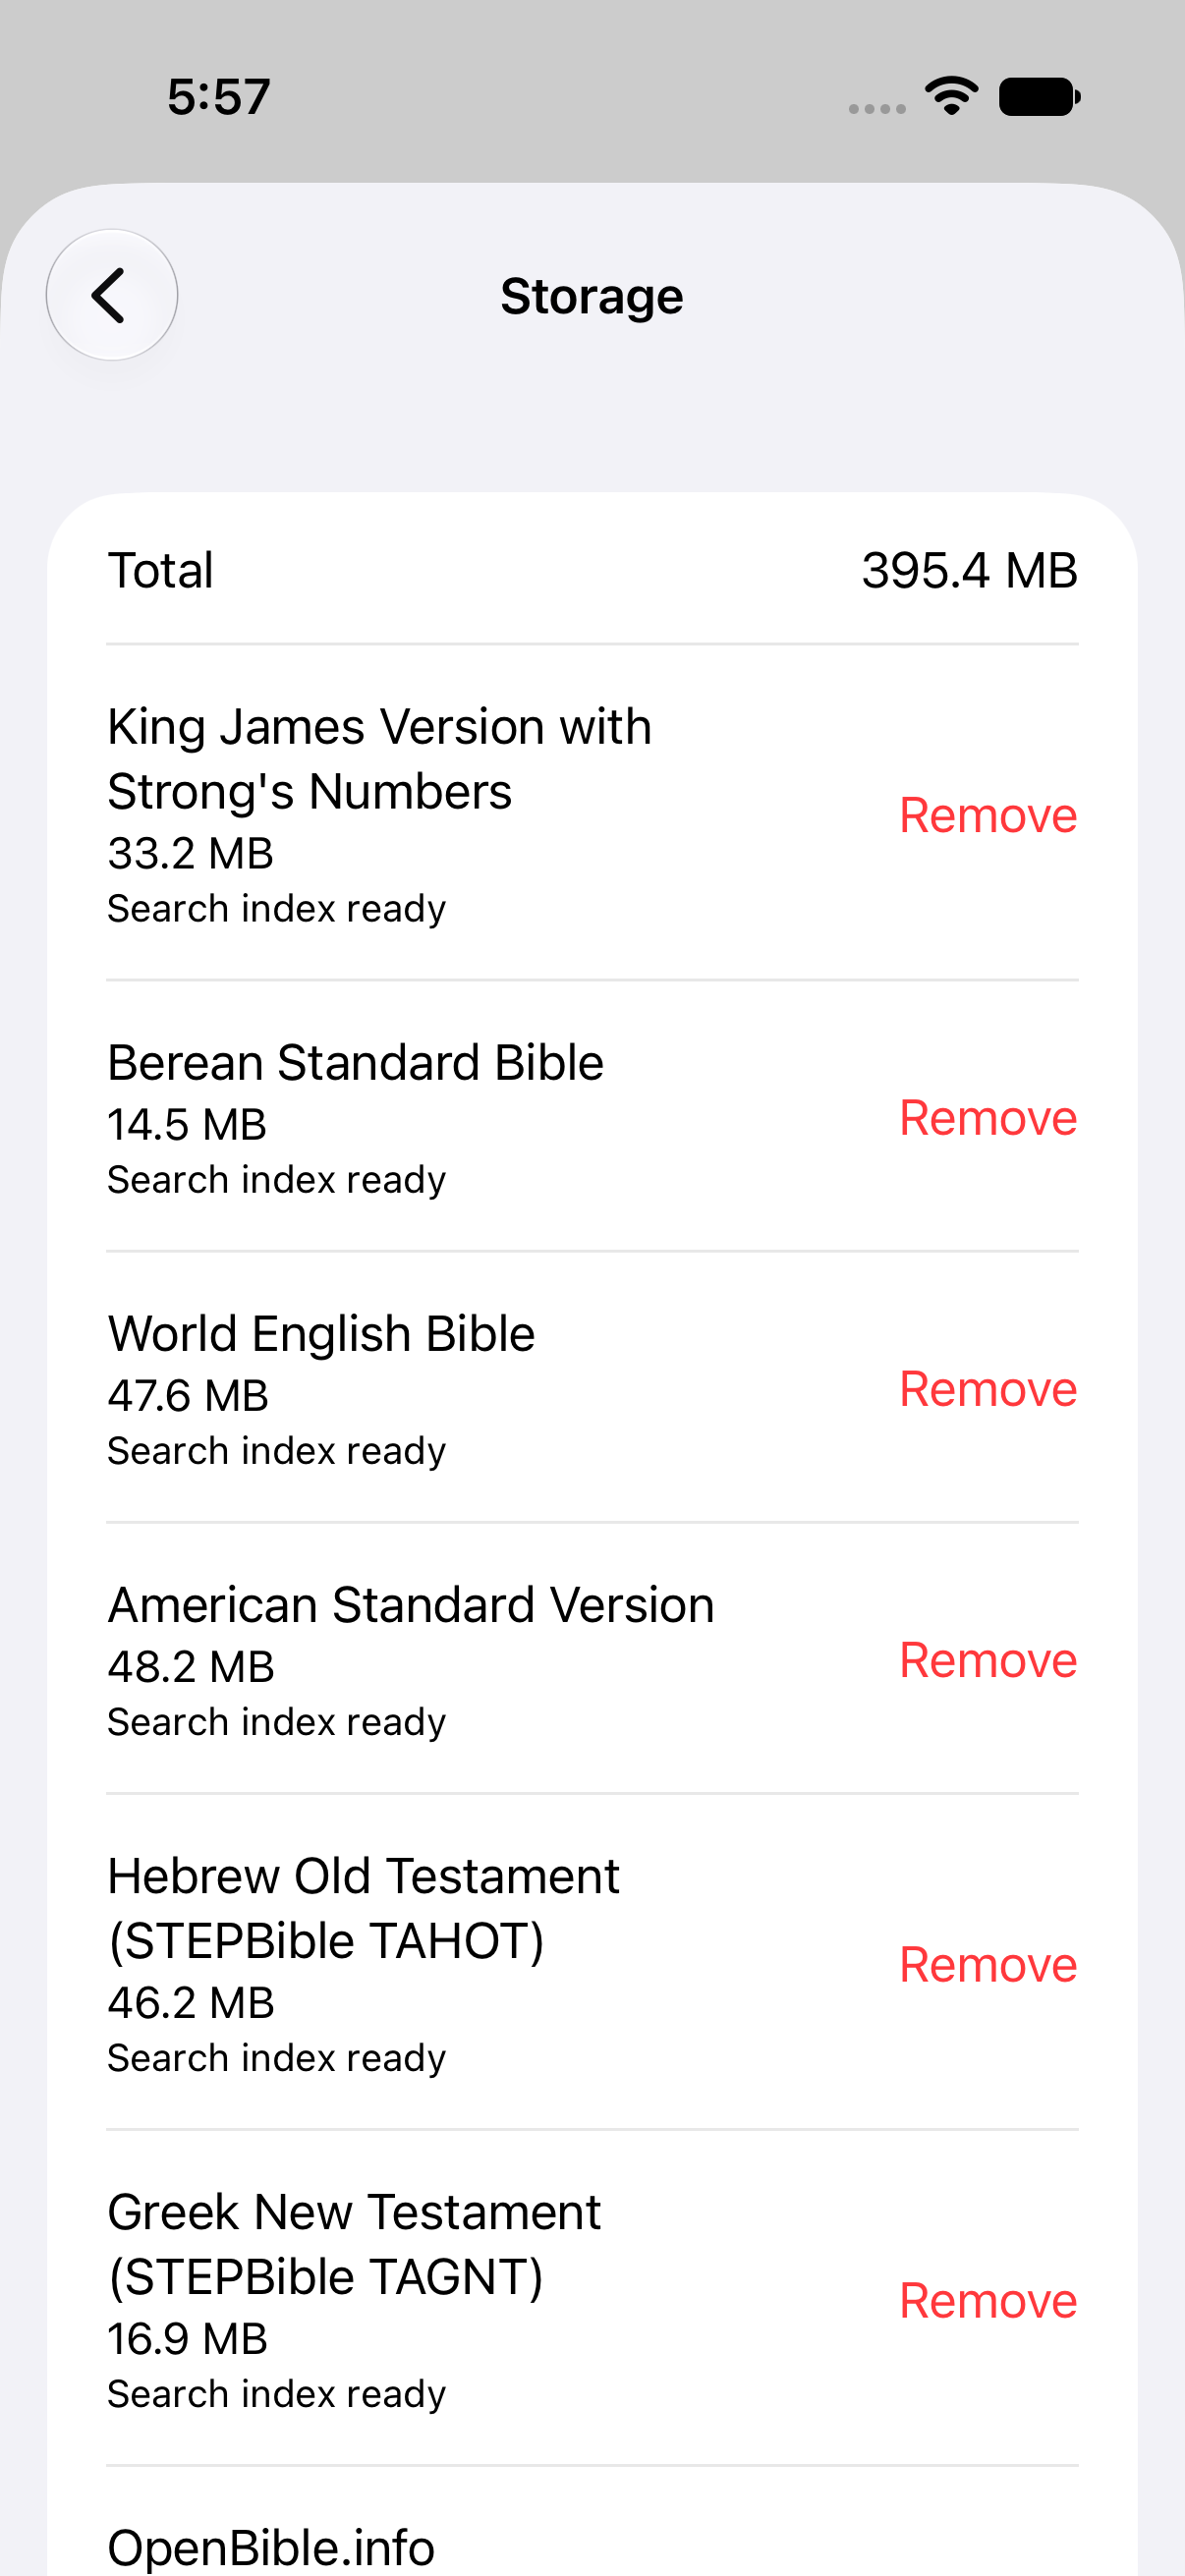 5:57
Storage
Total 395.4 MB
King James Version with
Strong's Numbers
33.2 MB
Search index ready
Remove
Berean Standard Bible
14.5 MB
Search index ready
Remove
World English Bible
47.6 MB
Search index ready
Remove
American Standard Version
48.2 MB
Search index ready
Remove
Hebrew Old Testament
(STEPBible TAHOT)
46.2 MB
Search index ready
Remove
Greek New Testament
(STEPBible TAGNT)
16.9 MB
Search index ready
Remove
OpenBible.info